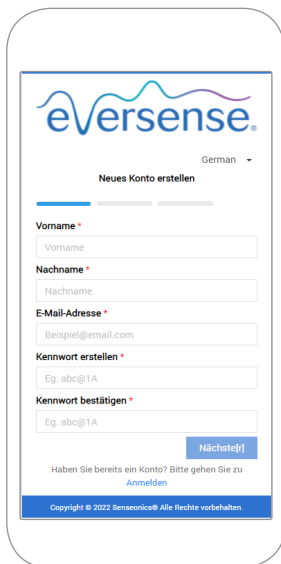 eversense®
German
Neues Konto erstellen
Vorname *
Vorname
Nachname *
Nachname
E-Mail-Adresse *
Beispiel@email.com
Kennwort erstellen *
Eg. abc@1A
Kennwort bestätigen *
Eg. abc@1A
Nächste[r]
Haben Sie bereits ein Konto? Bitte gehen Sie zu
Anmelden
Copyright © 2022 Senseonics® Alle Rechte vorbehalten.